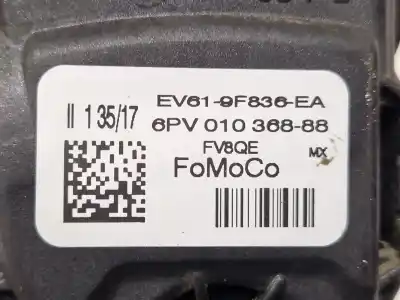 EV61-9F836-EA
II 1 35/17
6PV 010 368-88
FV8QE
MX
FoMoCo